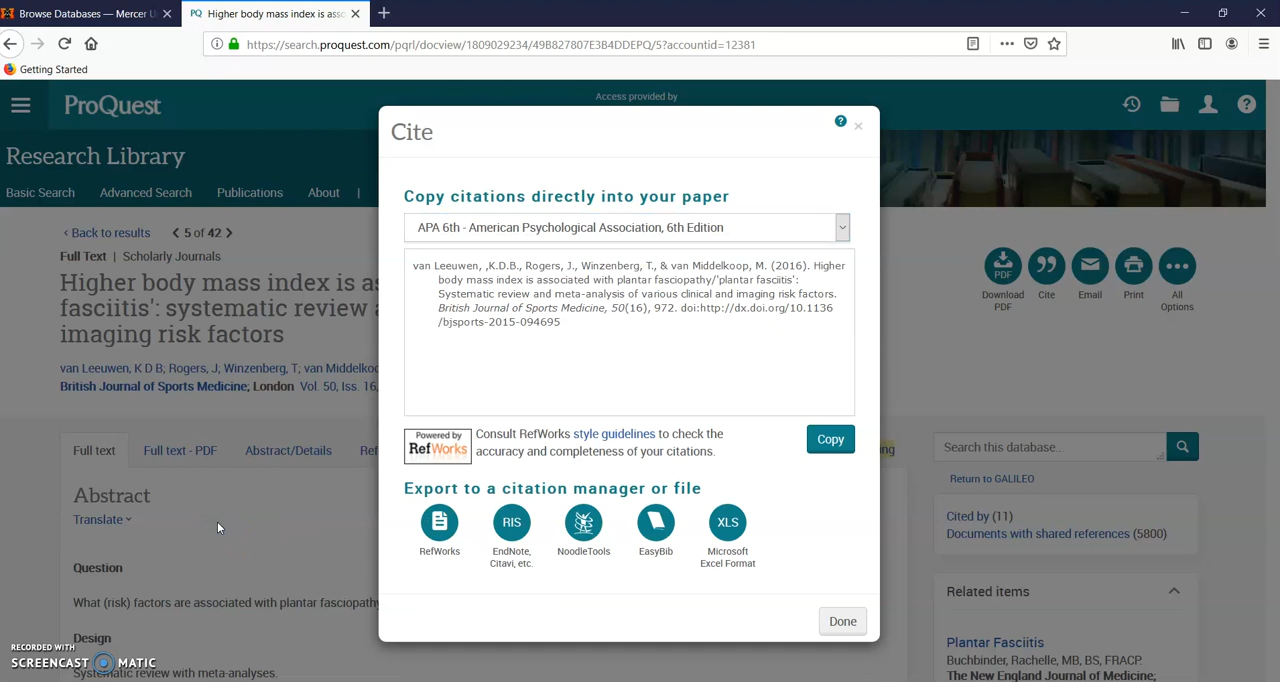 Browse Databases — Mercer U
PQ Higher body mass index is asso
Getting Started
https://search.proquest.com/pqrl/docview/1809029234/49B827807E3B4DDEPQ/5?accountid=12381
ProQuest
Access provided by
Research Library
Basic Search Advanced Search Publications About |
Back to results 5 of 42
Full Text | Scholarly Journals
Higher body mass index is as
fasciitis': systematic review a
imaging risk factors
van Leeuwen, K D B; Rogers, J; Winzenberg, T; van Middelkoo
British Journal of Sports Medicine; London Vol. 50, Iss. 16,
PDF
Download PDF
Cite
Email
Print
All Options
Full text Full text - PDF Abstract/Details Ref
ng
Search this database..
Return to GALILEO
Abstract
Translate
Question
What (risk) factors are associated with plantar fasciopathy
Design
Systematic review with meta-analyses.
Cited by (11)
Documents with shared references (5800)
Related items
Plantar Fasciitis
Buchbinder, Rachelle, MB, BS, FRACP.
The New England Journal of Medicine;
Cite
?
×
Copy citations directly into your paper
APA 6th - American Psychological Association, 6th Edition
van Leeuwen, ,K.D.B., Rogers, J., Winzenberg, T., & van Middelkoop, M. (2016). Higher
body mass index is associated with plantar fasciopathy/'plantar fasciitis':
Systematic review and meta-analysis of various clinical and imaging risk factors.
British Journal of Sports Medicine, 50(16), 972. doi:http://dx.doi.org/10.1136
/bjsports-2015-094695
Powered by
RefWorks
Consult RefWorks style guidelines to check the
accuracy and completeness of your citations.
Copy
Export to a citation manager or file
RefWorks
RIS
EndNote,
Citavi, etc.
NoodleTools
EasyBib
XLS
Microsoft
Excel Format
Done
RECORDED WITH
SCREENCAST MATIC